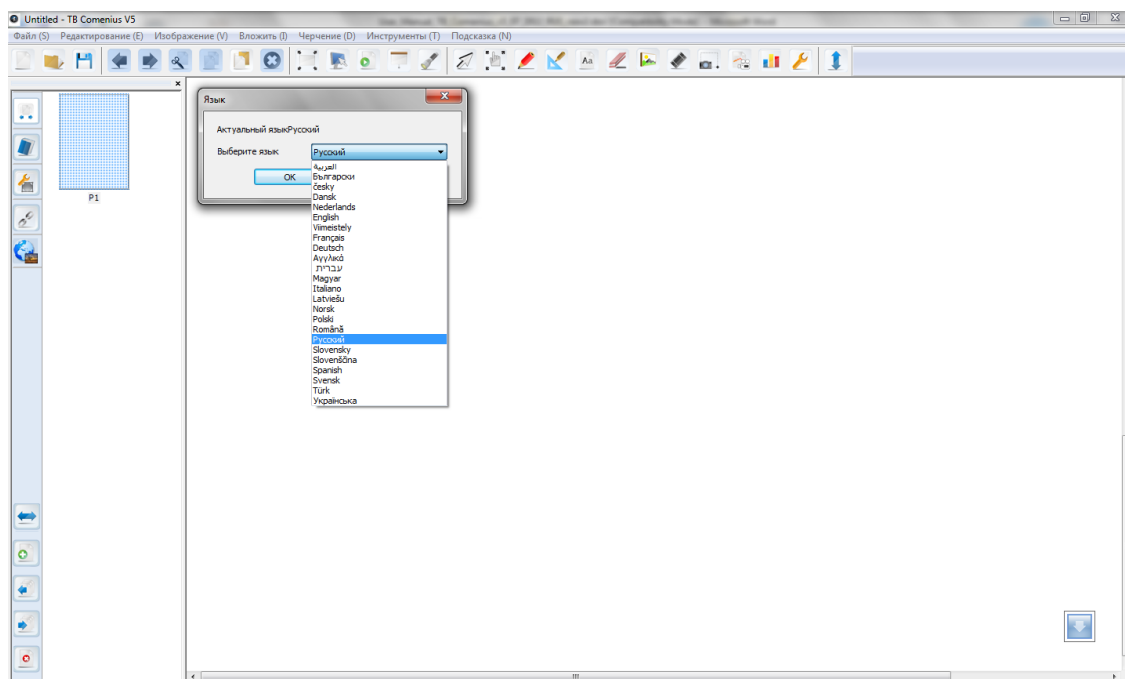 Untitled - TB Comenius V5
Файл (S) Редактирование (E) Изображение (V) Вложить (I) Черчение (D) Инструменты (T) Подсказка (N)
Aa
Язык
P1
Актуальный языкРусский
Выберите язык Русский
OK
العربية
Български
česky
Dansk
Nederlands
English
Viimeistely
Français
Deutsch
Αγγλικά
עברית
Magyar
Italiano
Latviešu
Norsk
Polski
Română
Русский
Slovensky
Slovenščina
Spanish
Svensk
Türk
Українська